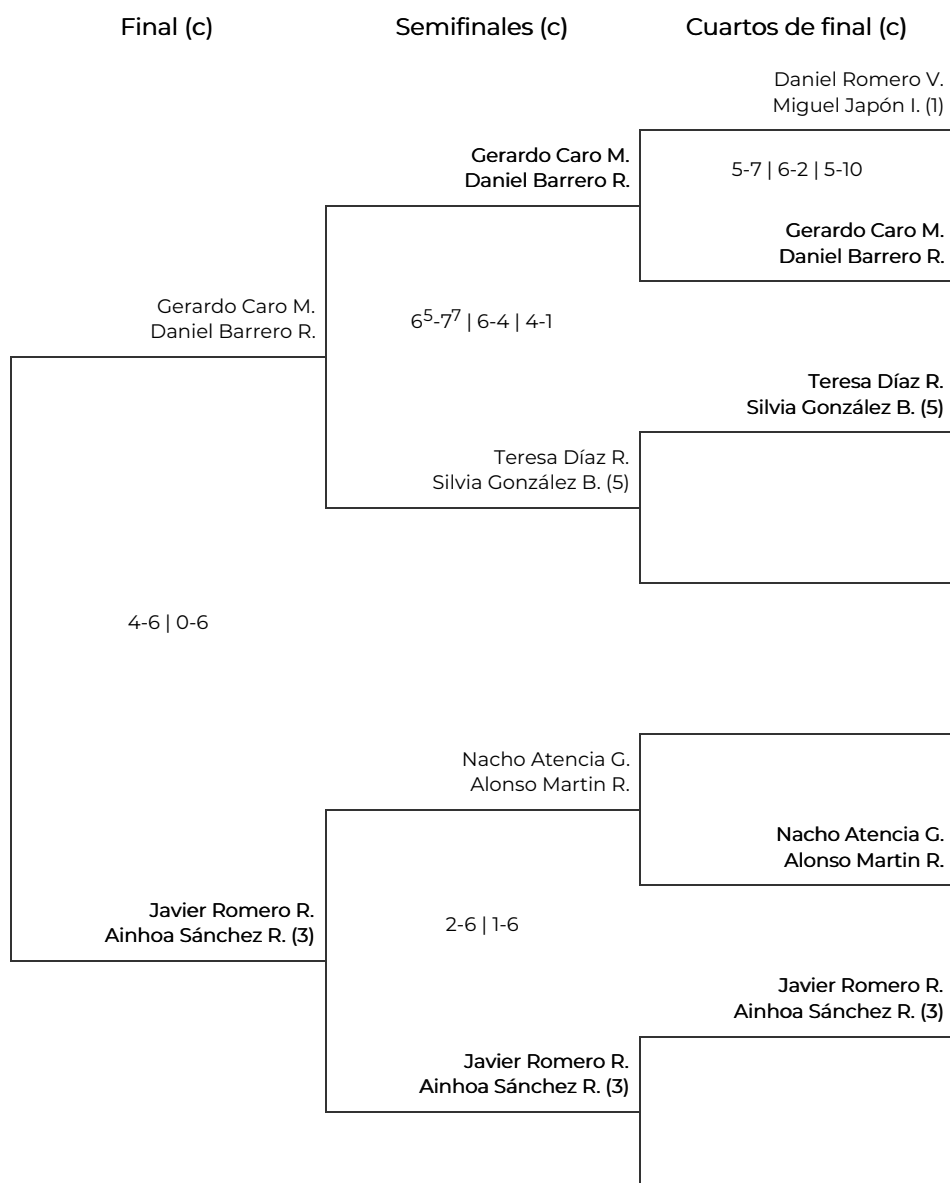 Final (c)
Semifinales (c)
Cuartos de final (c)
Daniel Romero V.
Miguel Japón I. (1)
5-7 | 6-2 | 5-10
Gerardo Caro M.
Daniel Barrero R.
Gerardo Caro M.
Daniel Barrero R.
Gerardo Caro M.
Daniel Barrero R.
6⁵-7⁷ | 6-4 | 4-1
Teresa Díaz R.
Silvia González B. (5)
Teresa Díaz R.
Silvia González B. (5)
4-6 | 0-6
Nacho Atencia G.
Alonso Martin R.
Nacho Atencia G.
Alonso Martin R.
Javier Romero R.
Ainhoa Sánchez R. (3)
2-6 | 1-6
Javier Romero R.
Ainhoa Sánchez R. (3)
Javier Romero R.
Ainhoa Sánchez R. (3)